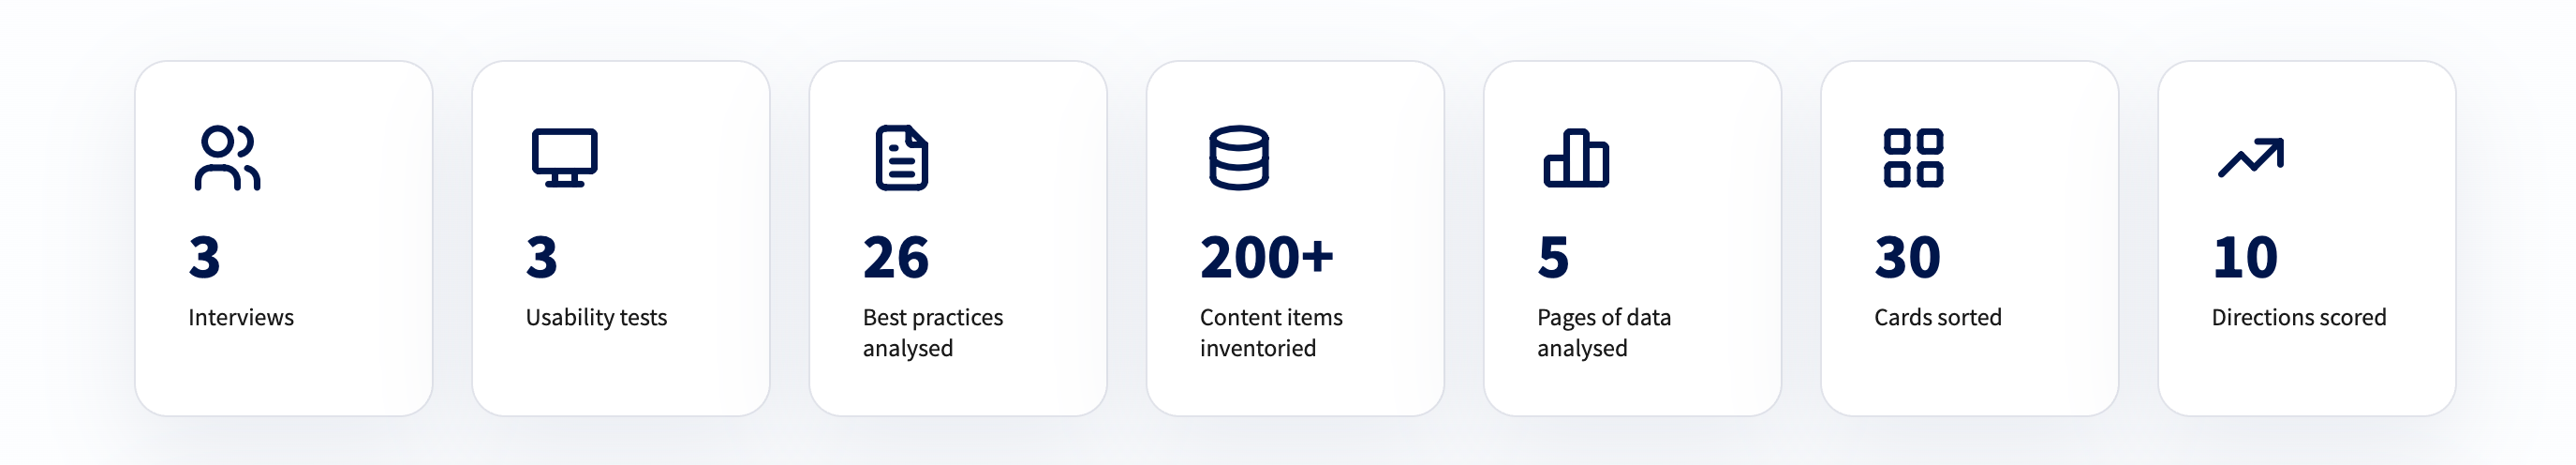 3
Interviews
3
Usability tests
26
Best practices
analysed
200+
Content items
inventoried
5
Pages of data
analysed
30
Cards sorted
10
Directions scored